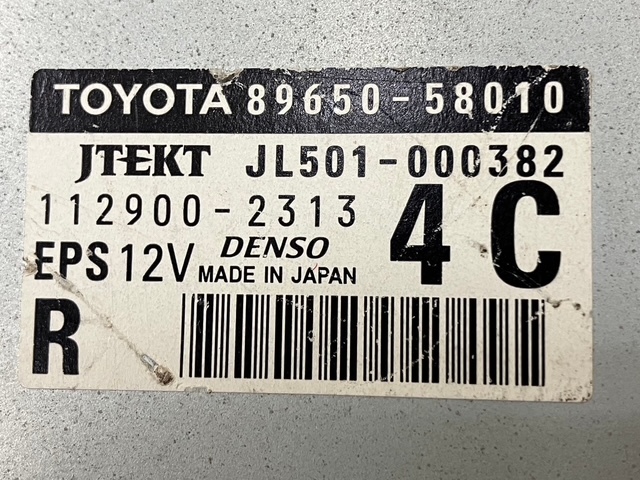 TOYOTA 89650-58010
JTEKT JL501-000382
112900-2313 4C
EPS 12V DENSO
MADE IN JAPAN
R